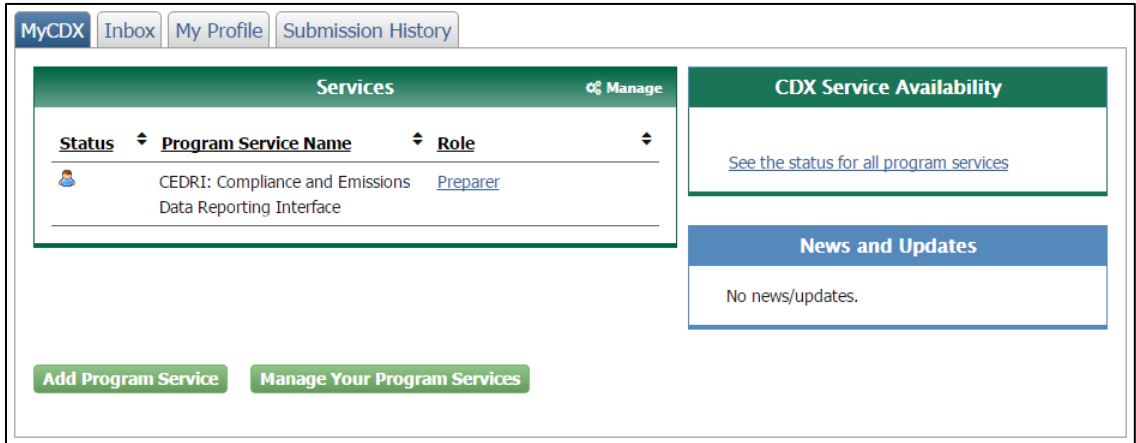 MyCDX Inbox My Profile Submission History
Services Manage
Status Program Service Name Role
CEDRI: Compliance and Emissions Preparer
Data Reporting Interface
CDX Service Availability
See the status for all program services
News and Updates
No news/updates.
Add Program Service Manage Your Program Services